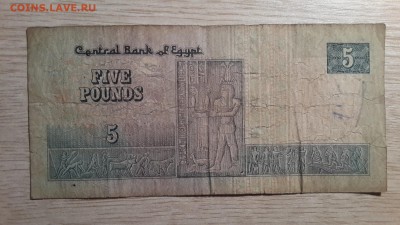 COINS.LAVE.RU
Central Bank of Egypt
5
FIVE
POUNDS
5